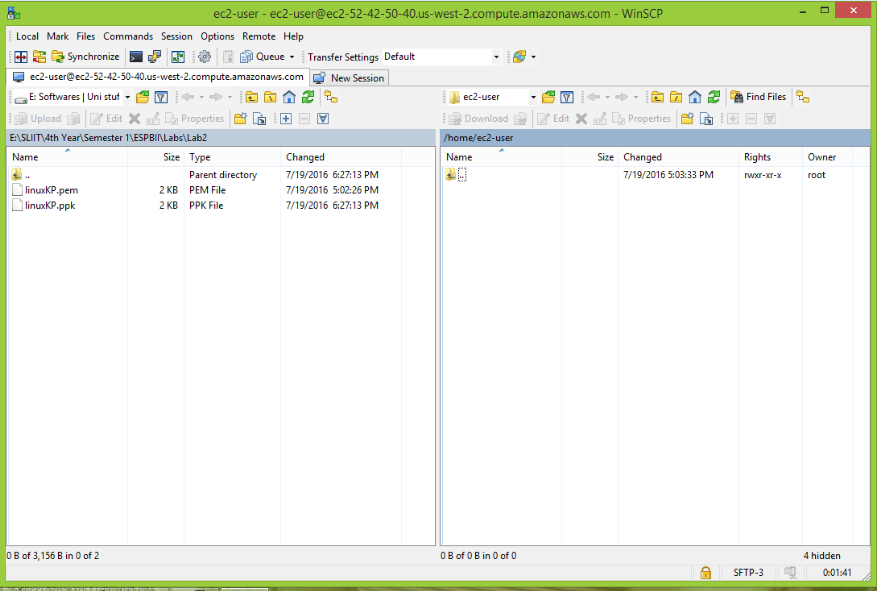 ec2-user - ec2-user@ec2-52-42-50-40.us-west-2.compute.amazonaws.com - WinSCP
Local Mark Files Commands Session Options Remote Help
Synchronize Queue Transfer Settings Default
ec2-user@ec2-52-42-50-40.us-west-2.compute.amazonaws.com New Session
E: Softwares | Uni stuf ec2-user Find Files
Upload Edit Properties Download Edit Properties
E:\SLIIT\4th Year\Semester 1\ESPBII\Labs\Lab2 /home/ec2-user
Name Size Type Changed Name Size Changed Rights Owner
.. Parent directory 7/19/2016 6:27:13 PM .. 7/19/2016 5:03:33 PM rwxr-xr-x root
linuxKP.pem 2 KB PEM File 7/19/2016 5:02:26 PM
linuxKP.ppk 2 KB PPK File 7/19/2016 6:27:13 PM
0 B of 3,156 B in 0 of 2 0 B of 0 B in 0 of 0 4 hidden
SFTP-3 0:01:41